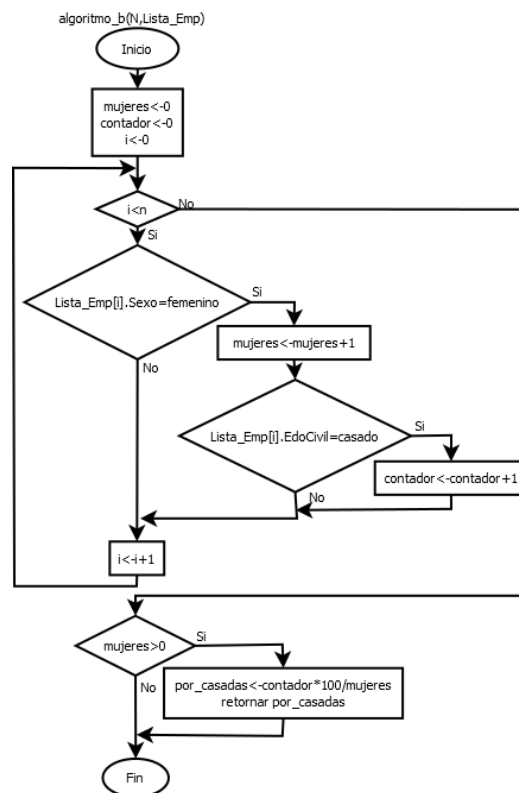 algoritmo_b(N,Lista_Emp)
Inicio
mujeres<-0
contador<-0
i<-0
i<n
No
Si
Lista_Emp[i].Sexo=femenino
Si
mujeres<-mujeres+1
No
Lista_Emp[i].EdoCivil=casado
Si
contador<-contador+1
No
i<-i+1
mujeres>0
Si
por_casadas<-contador*100/mujeres
retornar por_casadas
No
Fin